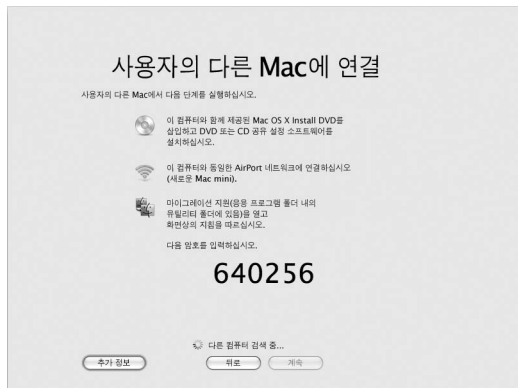 사용자의 다른 Mac에 연결
사용자의 다른 Mac에서 다음 단계를 실행하십시오.
이 컴퓨터와 함께 제공된 Mac OS X Install DVD를
삽입하고 DVD 또는 CD 공유 설정 소프트웨어를
설치하십시오.
이 컴퓨터와 동일한 AirPort 네트워크에 연결하십시오
(새로운 Mac mini).
마이그레이션 지원(응용 프로그램 폴더 내의
유틸리티 폴더에 있음)을 열고
화면상의 지침을 따르십시오.
다음 암호를 입력하십시오.
640256
다른 컴퓨터 검색 중...
추가 정보
뒤로
계속